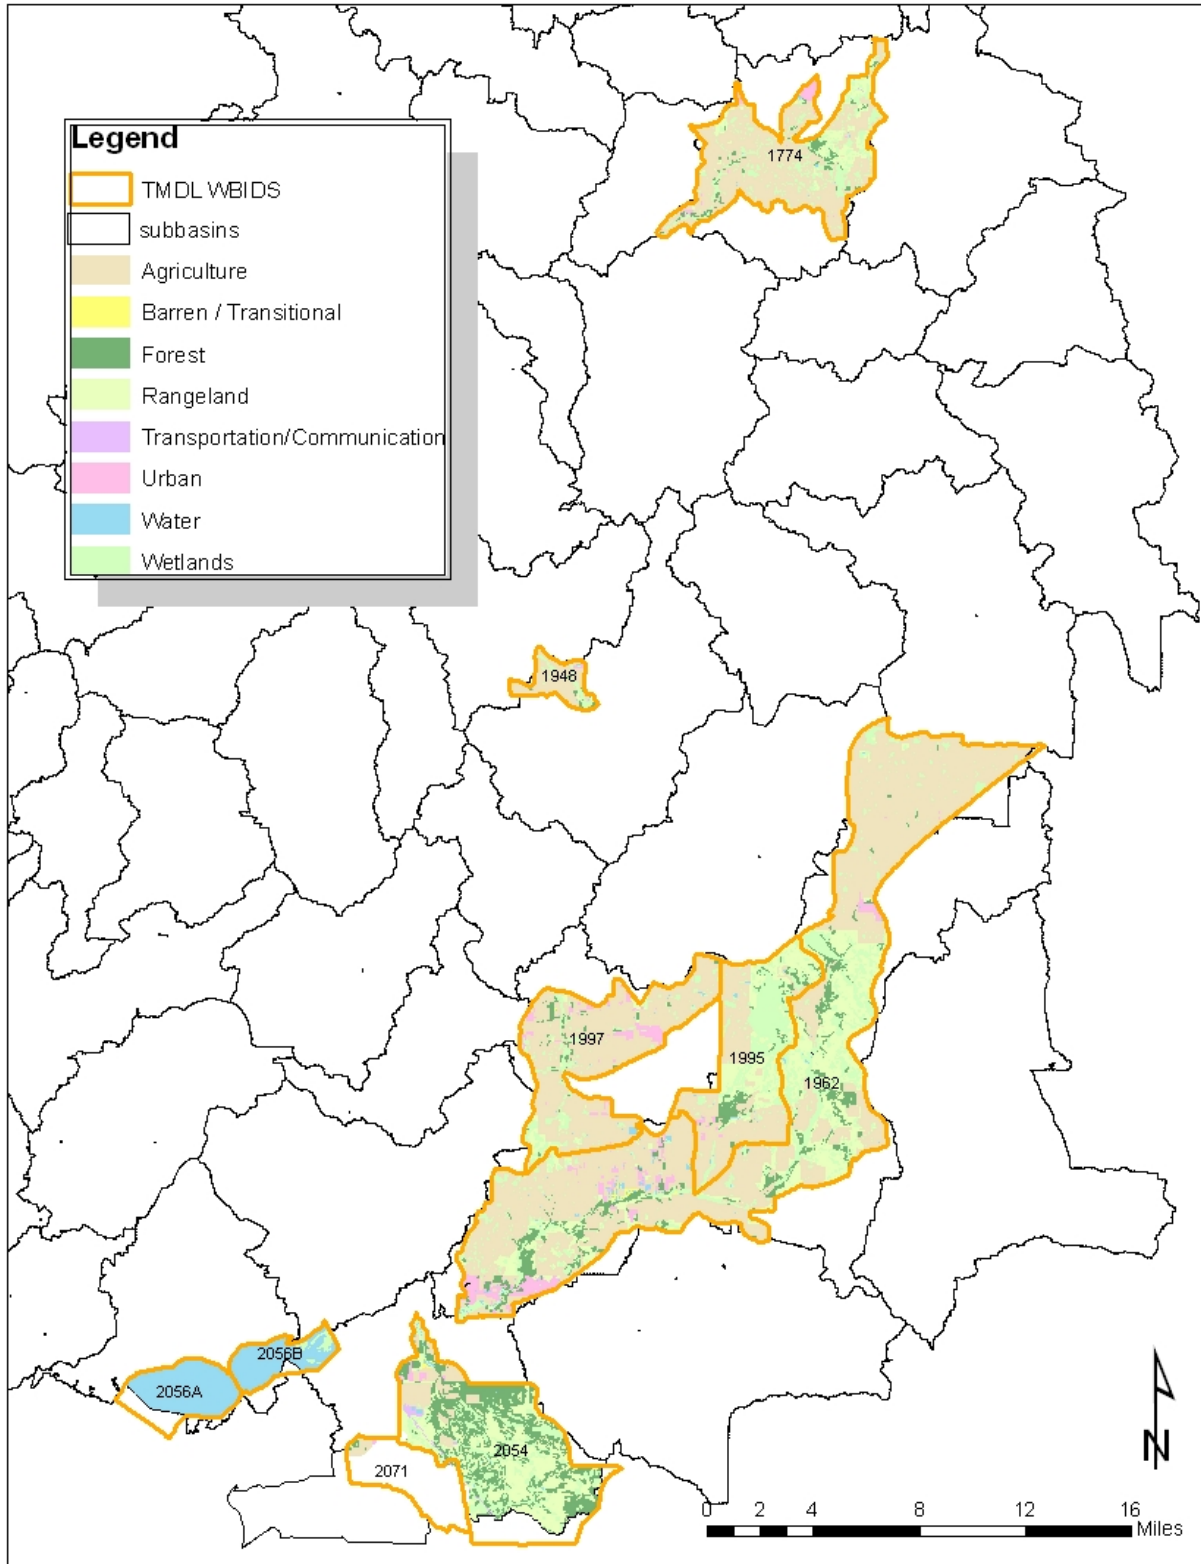 Legend
TMDL WBIDS
subbasins
Agriculture
Barren / Transitional
Forest
Rangeland
Transportation/Communication
Urban
Water
Wetlands
1774
1948
1997
1995
1962
2056B
2056A
2054
2071
N
0 2 4 8 12 16
Miles